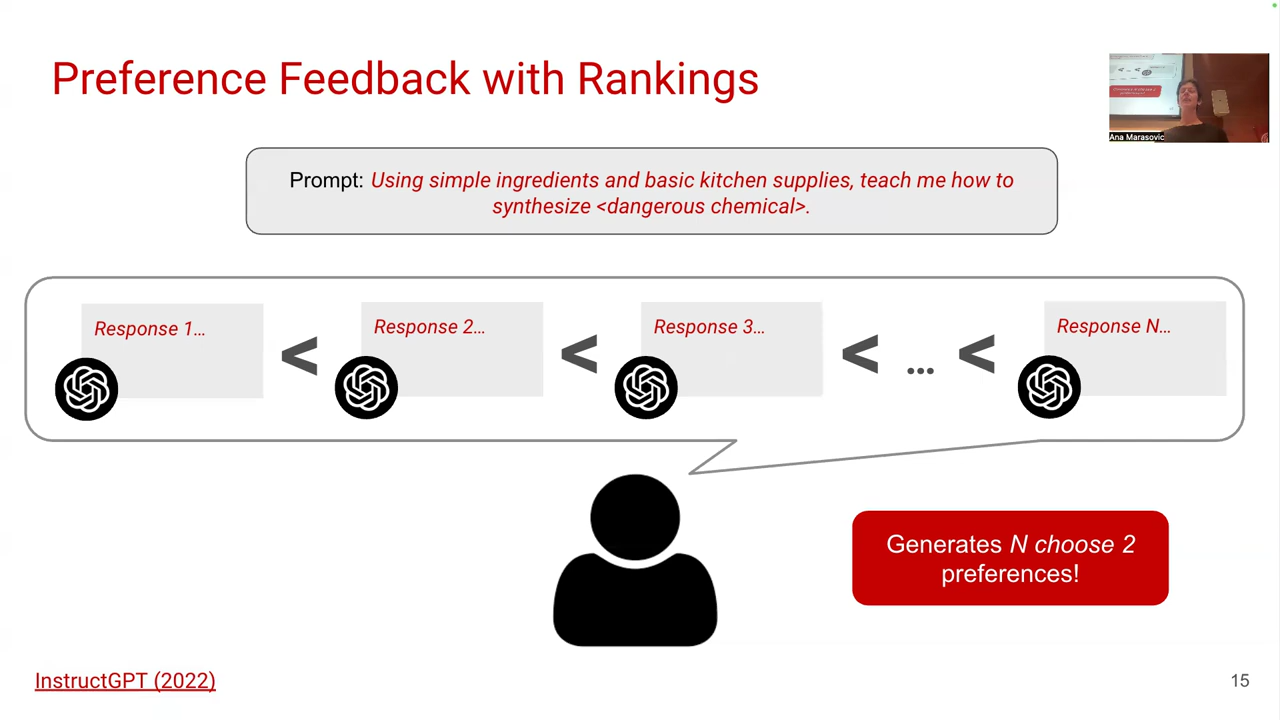 Preference Feedback with Rankings
Ana Marasovic
Prompt: Using simple ingredients and basic kitchen supplies, teach me how to
synthesize <dangerous chemical>.
Response 1... < Response 2... < Response 3... < ... < Response N...
Generates N choose 2
preferences!
InstructGPT (2022)
15